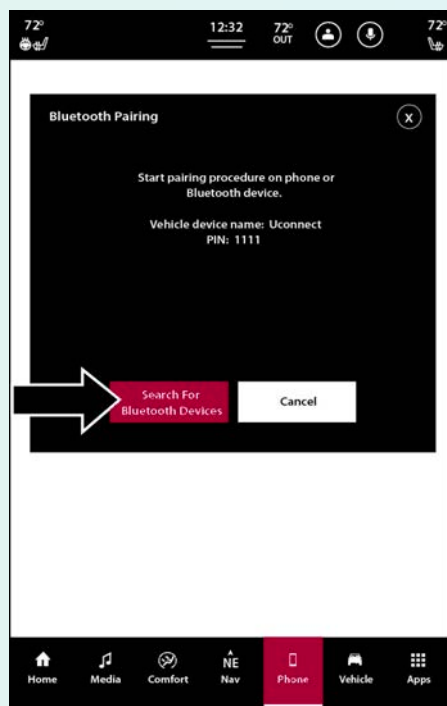 72°
12:32
72°
OUT
72°
Bluetooth Pairing
X
Start pairing procedure on phone or
Bluetooth device.
Vehicle device name: Uconnect
PIN: 1111
Search For
Bluetooth Devices
Cancel
NE
Home
Media
Comfort
Nav
Phone
Vehicle
Apps